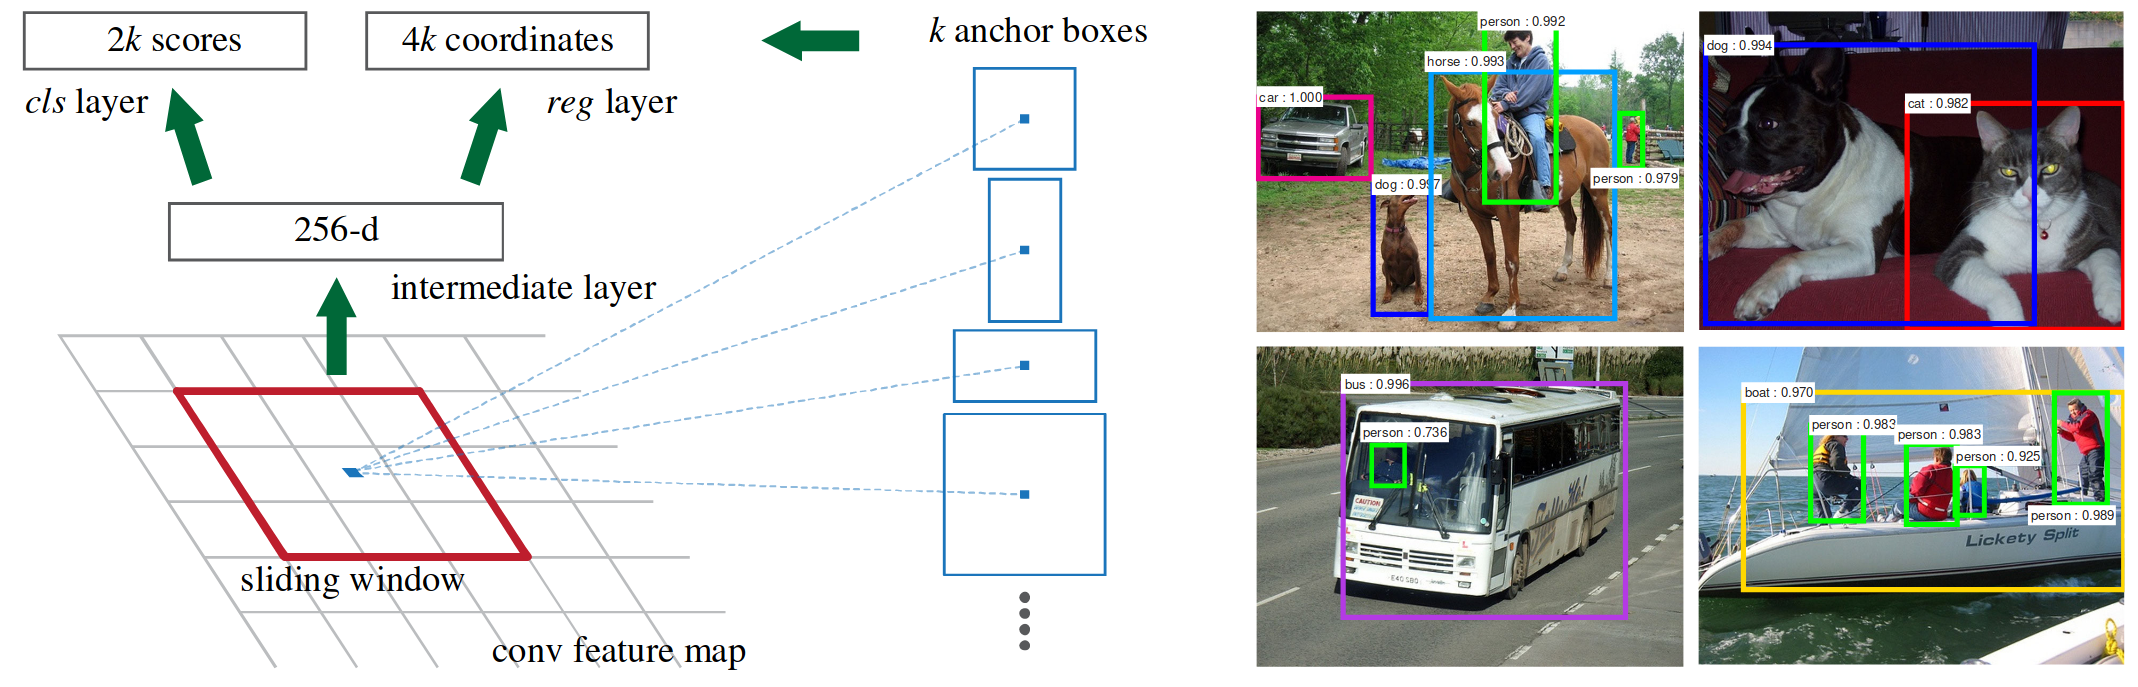 2k scores
4k coordinates
k anchor boxes
cls layer
reg layer
256-d
intermediate layer
sliding window
conv feature map
person : 0.992
horse : 0.993
car : 1.000
dog : 0.997
person : 0.979
dog : 0.994
cat : 0.982
bus : 0.996
person : 0.736
CAUTION
L
L
boat : 0.970
person : 0.983
person : 0.983
person : 0.925
person : 0.989
Lickety Split